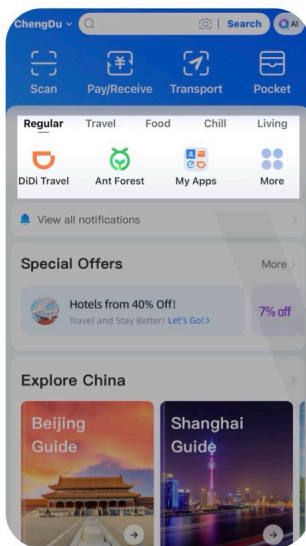 ChengDu
Search
AI
Scan
Pay/Receive
Transport
Pocket
Regular
Travel
Food
Chill
Living
DiDi Travel
Ant Forest
My Apps
More
View all notifications
Special Offers
More
Hotels from 40% Off!
Travel and Stay Better! Let's Go!>
7% off
Explore China
Beijing
Guide
Shanghai
Guide